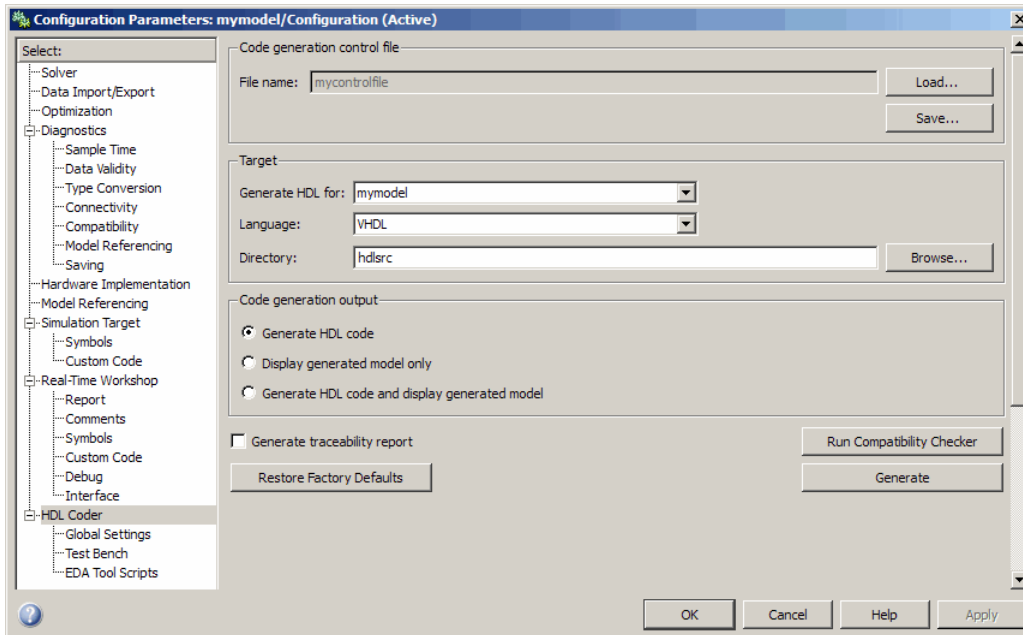 Configuration Parameters: mymodel/Configuration (Active)
Select:
Solver
Data Import/Export
Optimization
Diagnostics
Sample Time
Data Validity
Type Conversion
Connectivity
Compatibility
Model Referencing
Saving
Hardware Implementation
Model Referencing
Simulation Target
Symbols
Custom Code
Real-Time Workshop
Report
Comments
Symbols
Custom Code
Debug
Interface
HDL Coder
Global Settings
Test Bench
EDA Tool Scripts
Code generation control file
File name: mycontrolfile Load...
Save...
Target
Generate HDL for: mymodel
Language: VHDL
Directory: hdlsrc Browse...
Code generation output
Generate HDL code
Display generated model only
Generate HDL code and display generated model
Generate traceability report Run Compatibility Checker
Restore Factory Defaults Generate
OK Cancel Help Apply